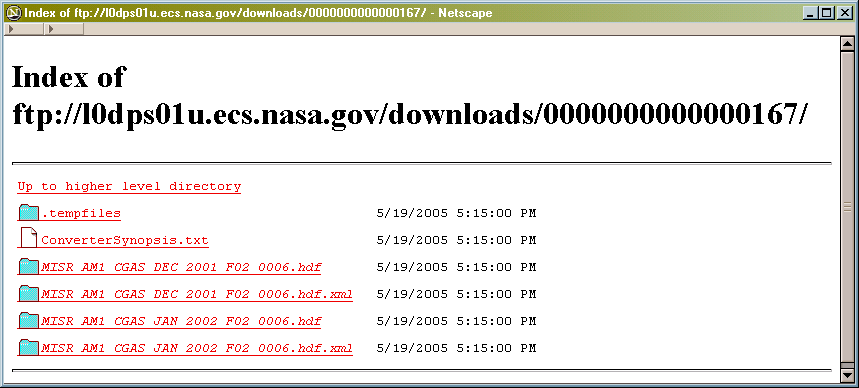 Index of ftp://l0dps01u.ecs.nasa.gov/downloads/0000000000000167/ - Netscape
Index of
ftp://l0dps01u.ecs.nasa.gov/downloads/0000000000000167/
Up to higher level directory
.tempfiles 5/19/2005 5:15:00 PM
ConverterSynopsis.txt 5/19/2005 5:15:00 PM
MISR_AM1_CGAS_DEC_2001_F02_0006.hdf 5/19/2005 5:15:00 PM
MISR_AM1_CGAS_DEC_2001_F02_0006.hdf.xml 5/19/2005 5:15:00 PM
MISR_AM1_CGAS_JAN_2002_F02_0006.hdf 5/19/2005 5:15:00 PM
MISR_AM1_CGAS_JAN_2002_F02_0006.hdf.xml 5/19/2005 5:15:00 PM